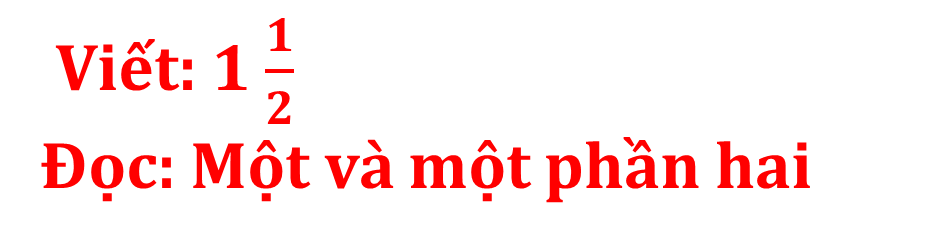 Viết: 1 1/2
Đọc: Một và một phần hai